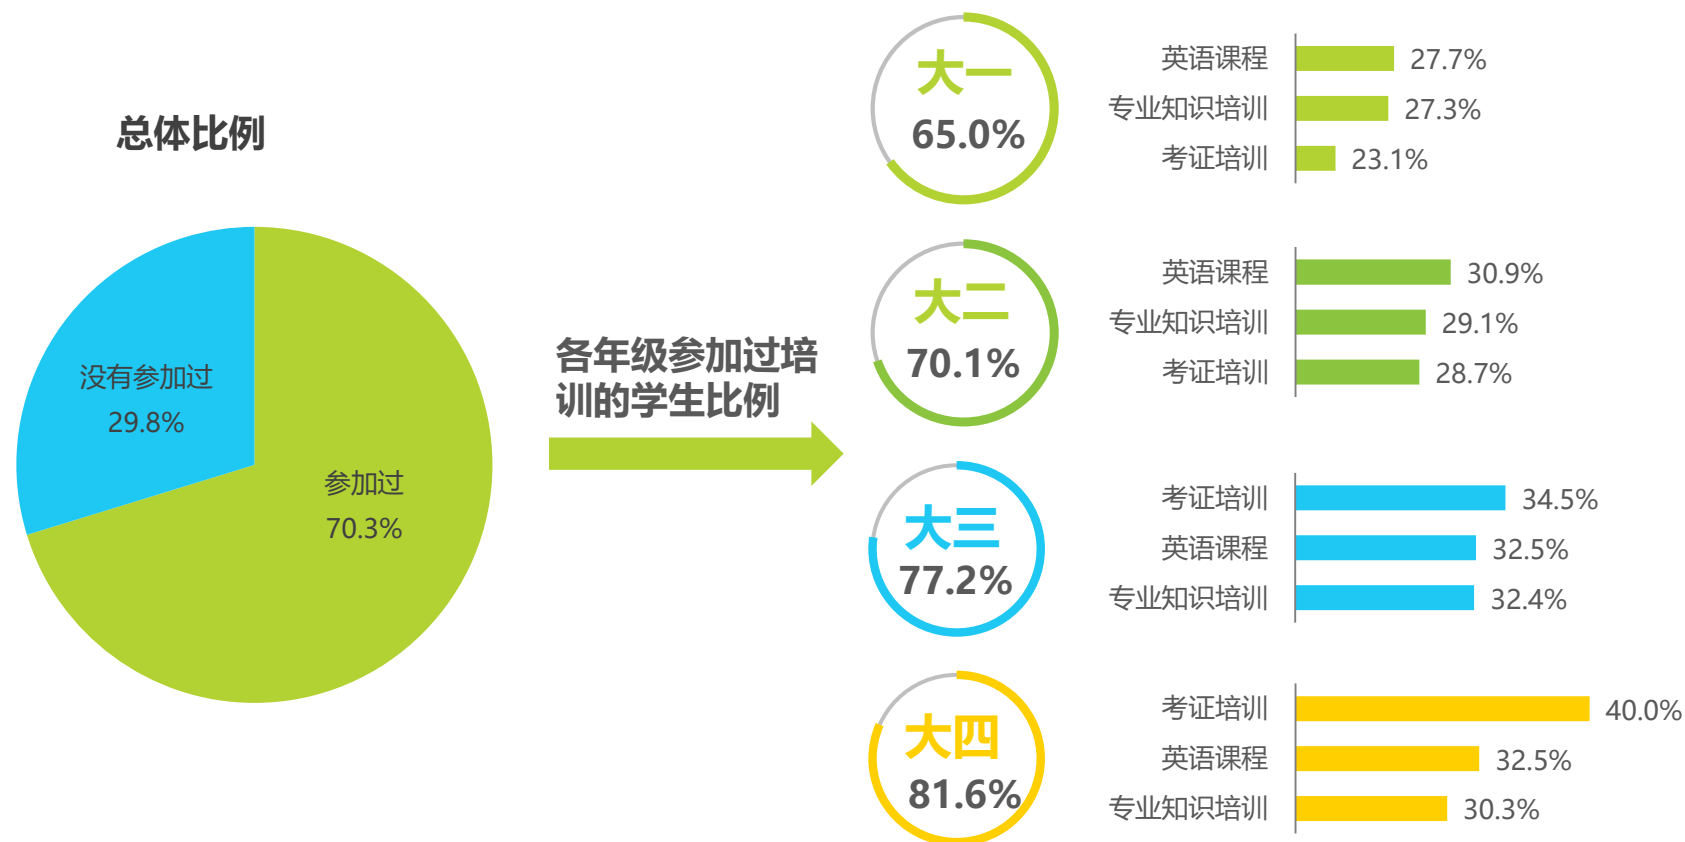 总体比例
没有参加过
29.8%
参加过
70.3%
各年级参加过培
训的学生比例
大一
65.0%
英语课程 27.7%
专业知识培训 27.3%
考证培训 23.1%
大二
70.1%
英语课程 30.9%
专业知识培训 29.1%
考证培训 28.7%
大三
77.2%
考证培训 34.5%
英语课程 32.5%
专业知识培训 32.4%
大四
81.6%
考证培训 40.0%
英语课程 32.5%
专业知识培训 30.3%